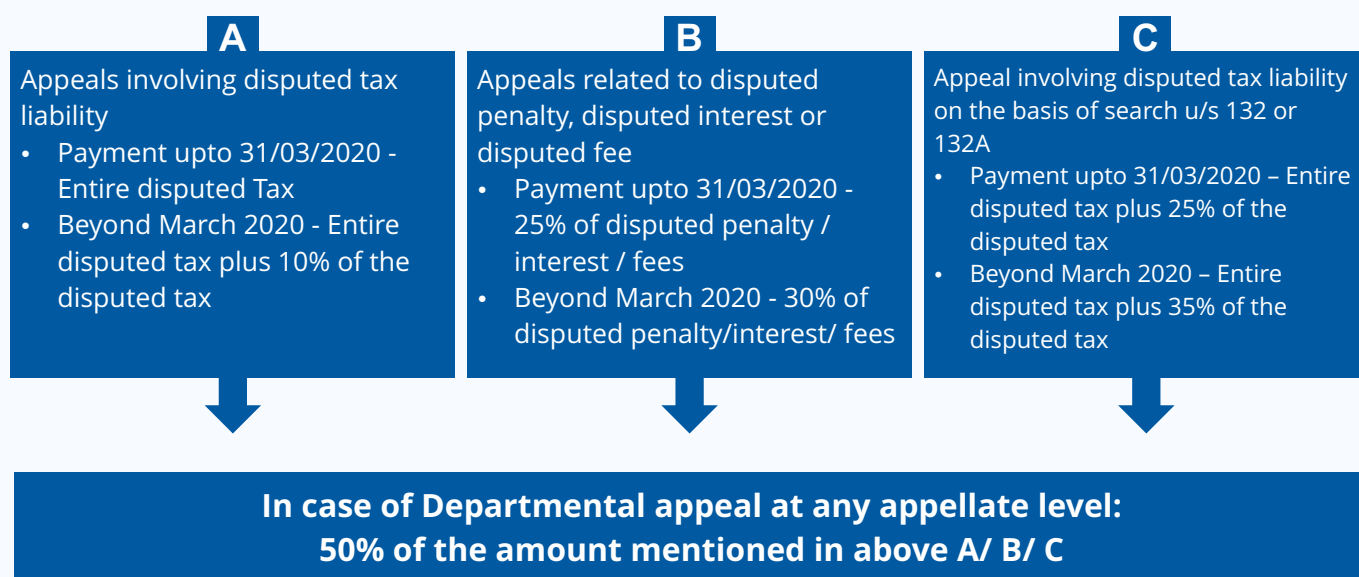 A
Appeals involving disputed tax
liability
• Payment upto 31/03/2020 -
Entire disputed Tax
• Beyond March 2020 - Entire
disputed tax plus 10% of the
disputed tax
B
Appeals related to disputed
penalty, disputed interest or
disputed fee
• Payment upto 31/03/2020 -
25% of disputed penalty /
interest / fees
• Beyond March 2020 - 30% of
disputed penalty/interest/ fees
C
Appeal involving disputed tax liability
on the basis of search u/s 132 or
132A
• Payment upto 31/03/2020 – Entire
disputed tax plus 25% of the
disputed tax
• Beyond March 2020 – Entire
disputed tax plus 35% of the
disputed tax
In case of Departmental appeal at any appellate level:
50% of the amount mentioned in above A/ B/ C